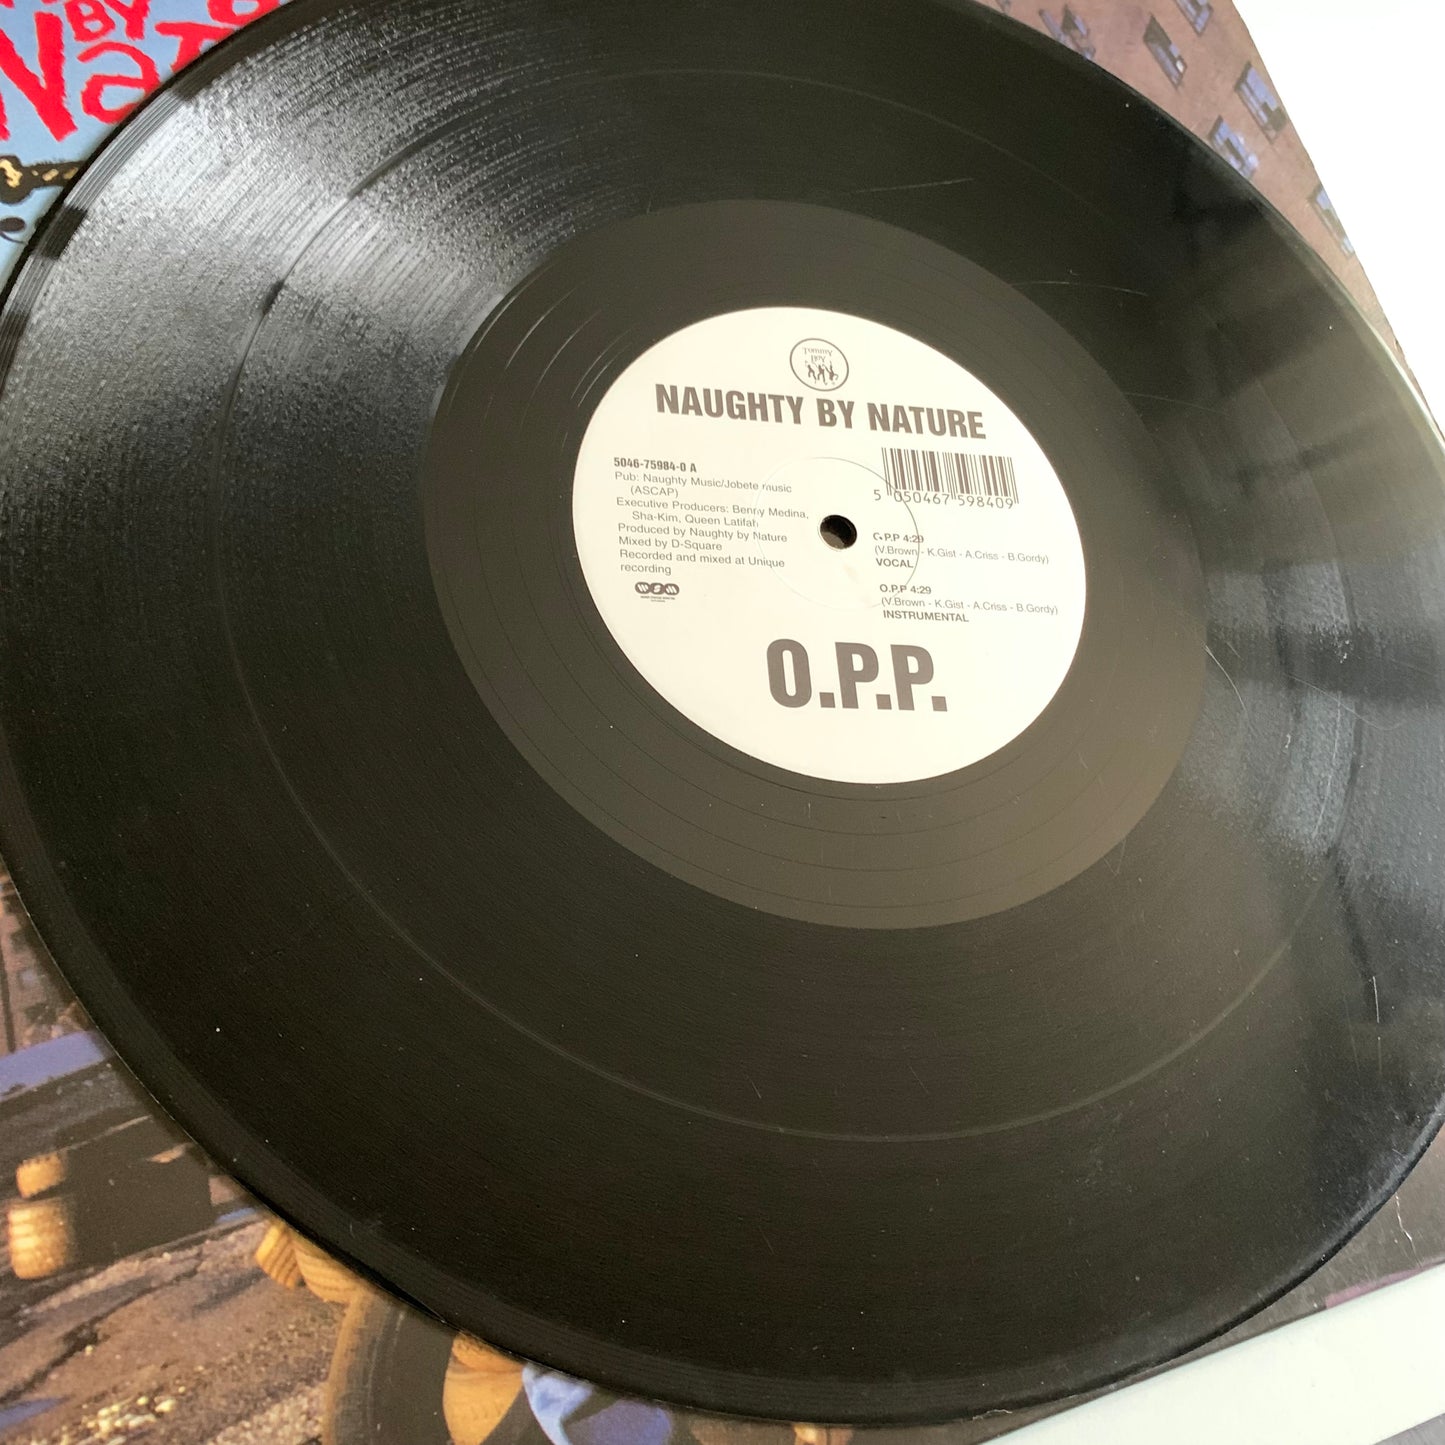 BY
Nat
Tommy
Boy
NAUGHTY BY NATURE
5046-75984-0 A
Pub: Naughty Music/Jobete music
(ASCAP)
Executive Producers: Benny Medina,
Sha-Kim, Queen Latifah
Produced by Naughty by Nature
Mixed by D-Square
Recorded and mixed at Unique
recording
5 050467 598409
O.P.P 4:29
(V.Brown - K.Gist - A.Criss - B.Gordy)
VOCAL
O.P.P 4:29
(V.Brown - K.Gist - A.Criss - B.Gordy)
INSTRUMENTAL
O.P.P.